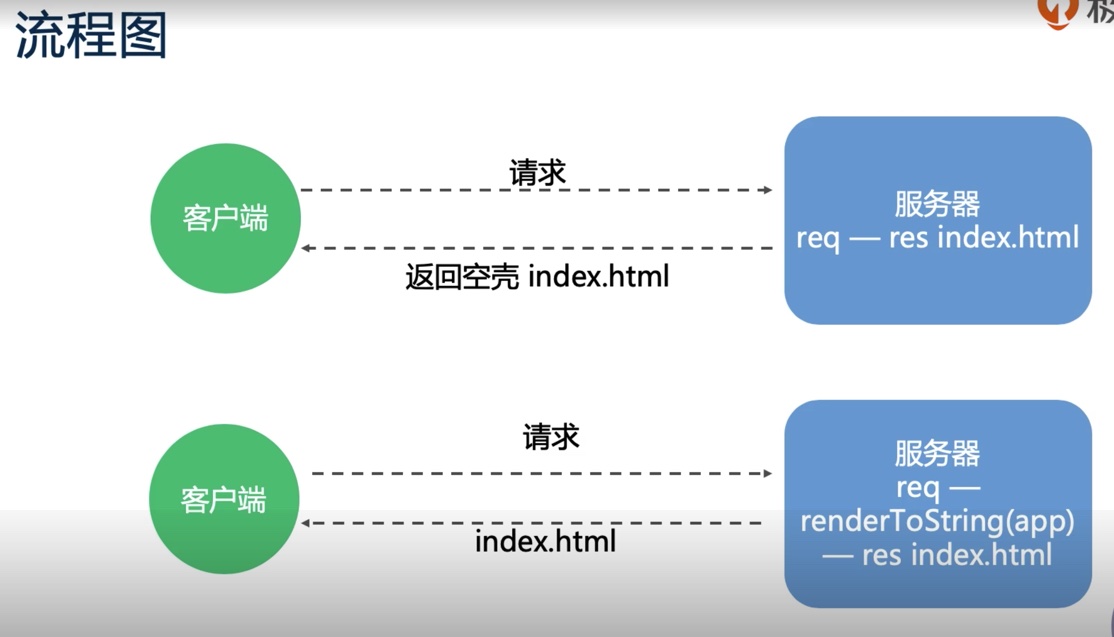 流程图
请求
客户端
服务器
req — res index.html
返回空壳 index.html
请求
客户端
服务器
req —
renderToString(app)
— res index.html
index.html